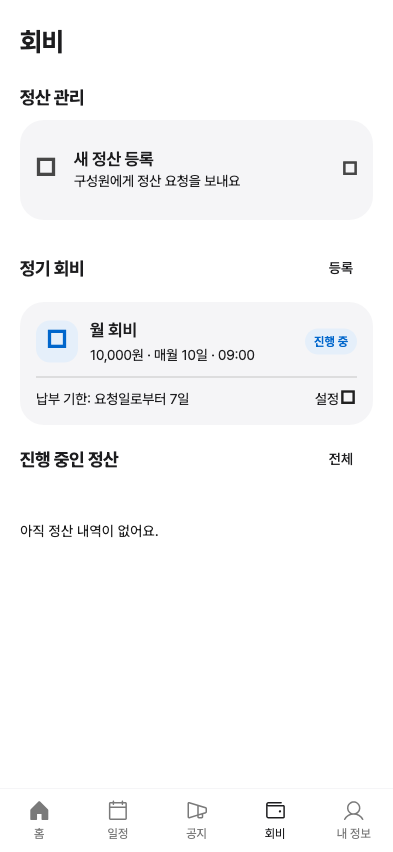 회비
정산 관리
새 정산 등록
구성원에게 정산 요청을 보내요
정기 회비
등록
월 회비
10,000원 · 매월 10일 · 09:00
진행 중
납부 기한: 요청일로부터 7일
설정
진행 중인 정산
전체
아직 정산 내역이 없어요.
홈
일정
공지
회비
내 정보